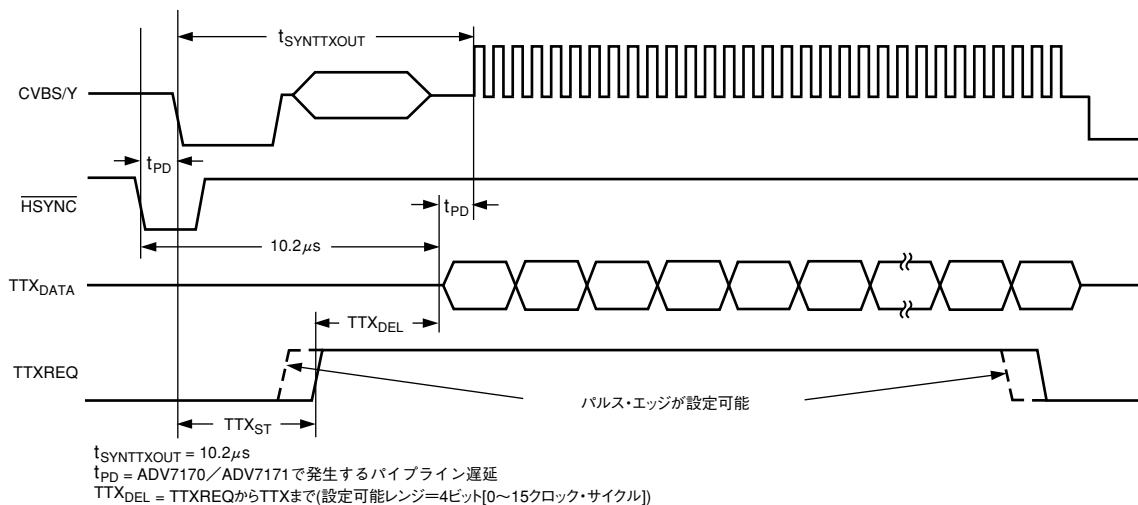 tSYNTTXOUT
CVBS/Y
tPD
HSYNC
tPD
10.2μs
TTXDATA
TTXDEL
TTXREQ
パルス・エッジが設定可能
TTXST
tSYNTTXOUT = 10.2μs
tPD = ADV7170／ADV7171で発生するパイプライン遅延
TTXDEL = TTXREQからTTXまで(設定可能レンジ＝4ビット[0～15クロック・サイクル])